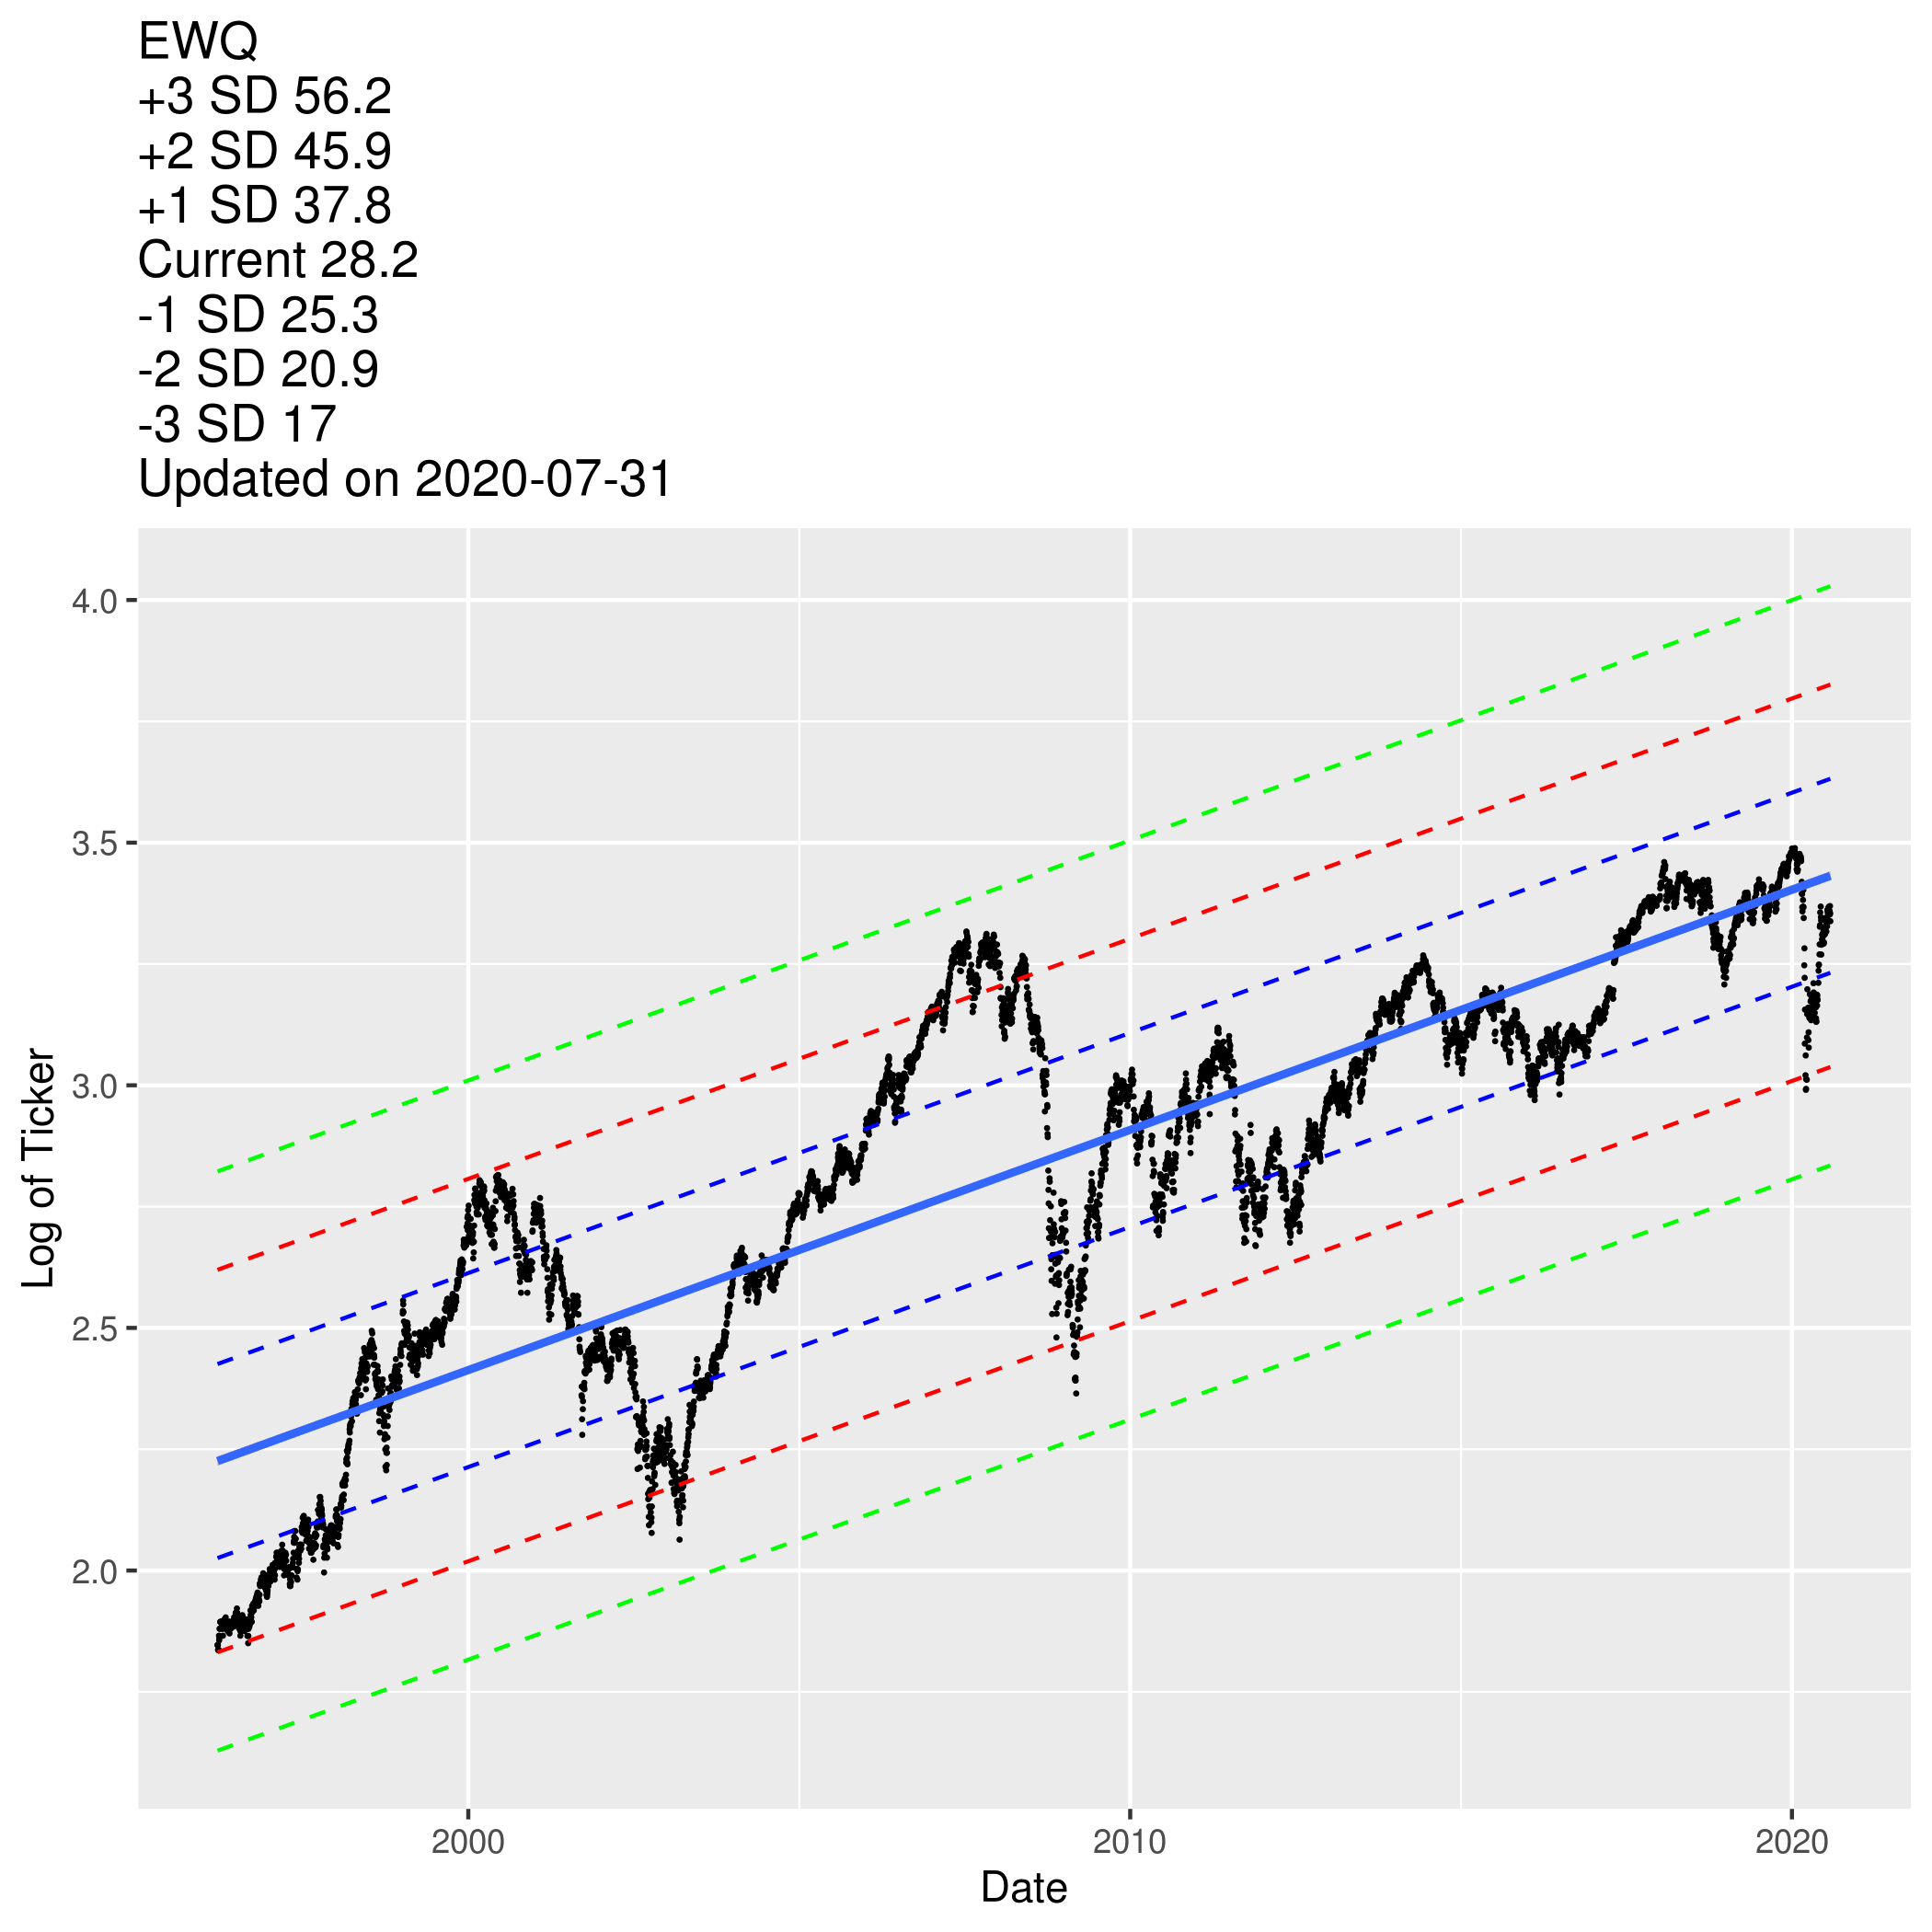 EWQ
+3 SD 56.2
+2 SD 45.9
+1 SD 37.8
Current 28.2
-1 SD 25.3
-2 SD 20.9
-3 SD 17
Updated on 2020-07-31
4.0
3.5
3.0
2.5
2.0
Log of Ticker
2000
2010
2020
Date